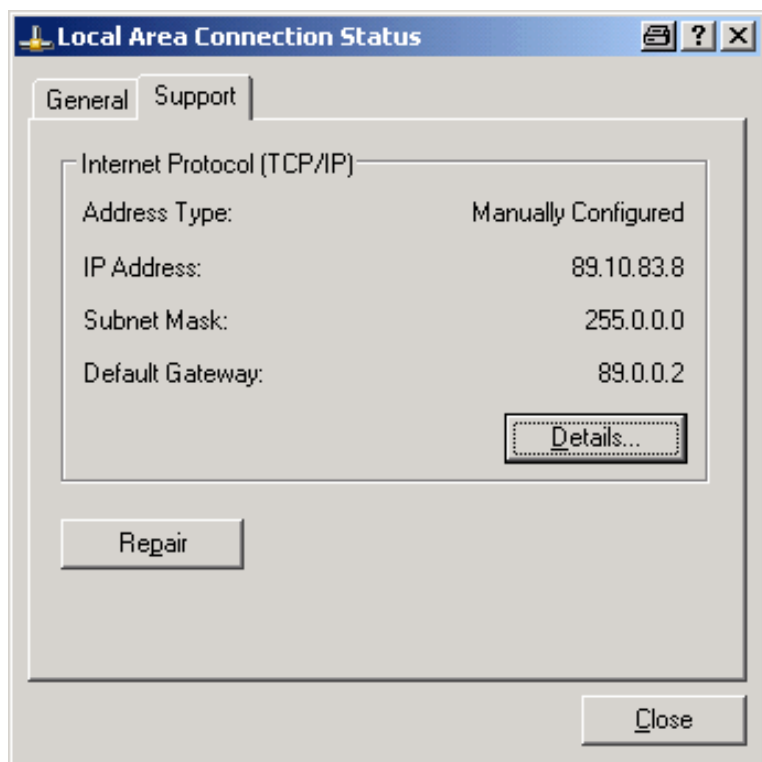 Local Area Connection Status
General Support
Internet Protocol (TCP/IP)
Address Type: Manually Configured
IP Address: 89.10.83.8
Subnet Mask: 255.0.0.0
Default Gateway: 89.0.0.2
Details...
Repair
Close